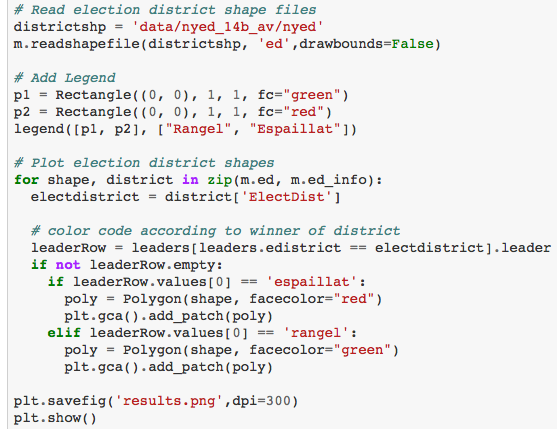 # Read election district shape files
districtshp = 'data/nyed_14b_av/nyed'
m.readshapefile(districtshp, 'ed',drawbounds=False)
# Add Legend
p1 = Rectangle((0, 0), 1, 1, fc="green")
p2 = Rectangle((0, 0), 1, 1, fc="red")
legend([p1, p2], ["Rangel", "Espaillat"])
# Plot election district shapes
for shape, district in zip(m.ed, m.ed_info):
  electdistrict = district['ElectDist']
  # color code according to winner of district
  leaderRow = leaders[leaders.edistrict == electdistrict].leader
  if not leaderRow.empty:
    if leaderRow.values[0] == 'espaillat':
      poly = Polygon(shape, facecolor="red")
      plt.gca().add_patch(poly)
    elif leaderRow.values[0] == 'rangel':
      poly = Polygon(shape, facecolor="green")
      plt.gca().add_patch(poly)
plt.savefig('results.png',dpi=300)
plt.show()